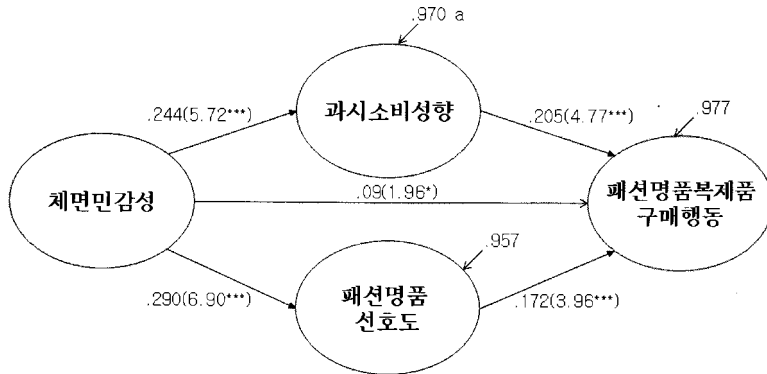 .970 a
과시소비성향
.977
.244(5.72***)
.205(4.77***)
체면민감성
.09(1.96*)
패션명품복제품
구매행동
.957
.290(6.90***)
패션명품
선호도
.172(3.96***)